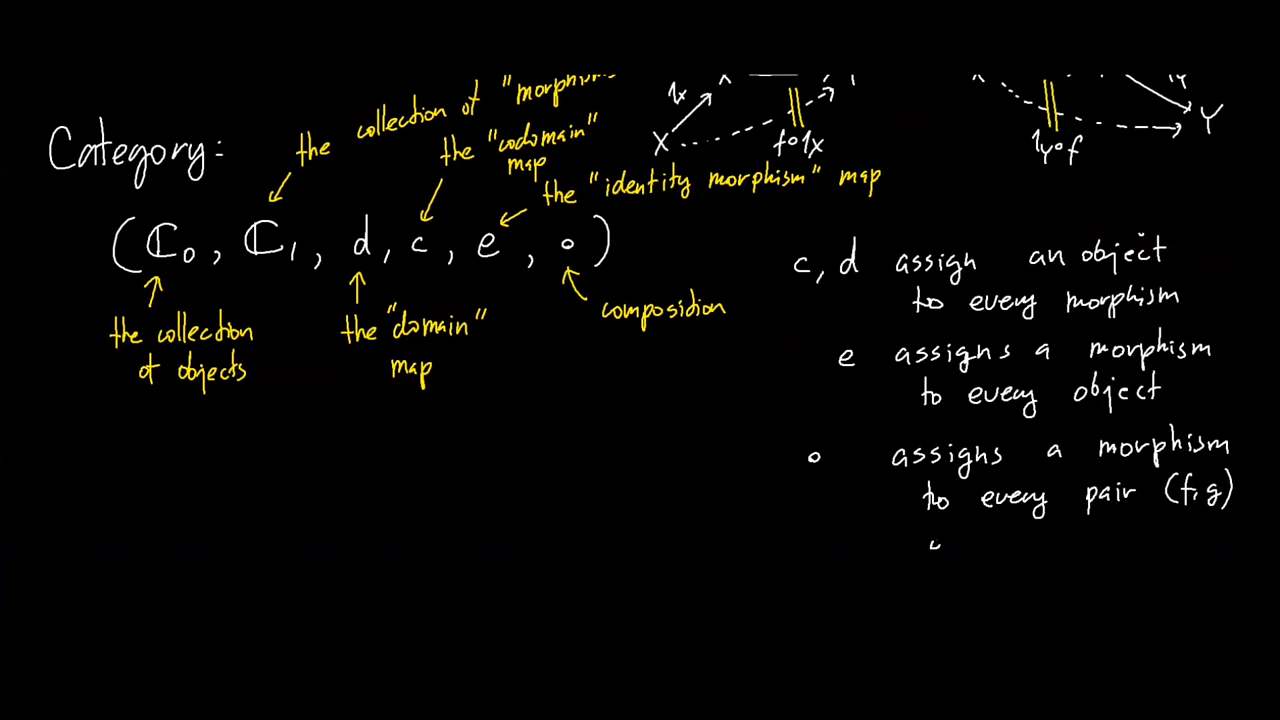 the collection of "morphisms
Category:
the "codomain"
map
the "identity morphism" map
(ℂ₀, ℂ₁, d, c, e, ∘)
the collection
of objects
the "domain"
map
composition
1x
X
f∘1x
1y∘f
Y
c, d assign an object
to every morphism
e assigns a morphism
to every object
∘ assigns a morphism
to every pair (f, g)